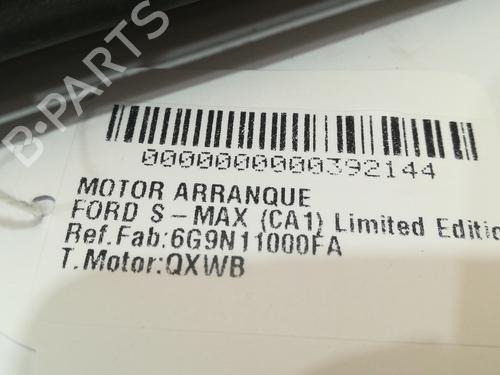 B-PARTS
0000000000392144
MOTOR ARRANQUE
FORD S-MAX (CA1) Limited Editio
Ref.Fab:6G9N11000FA
T.Motor:QXWB